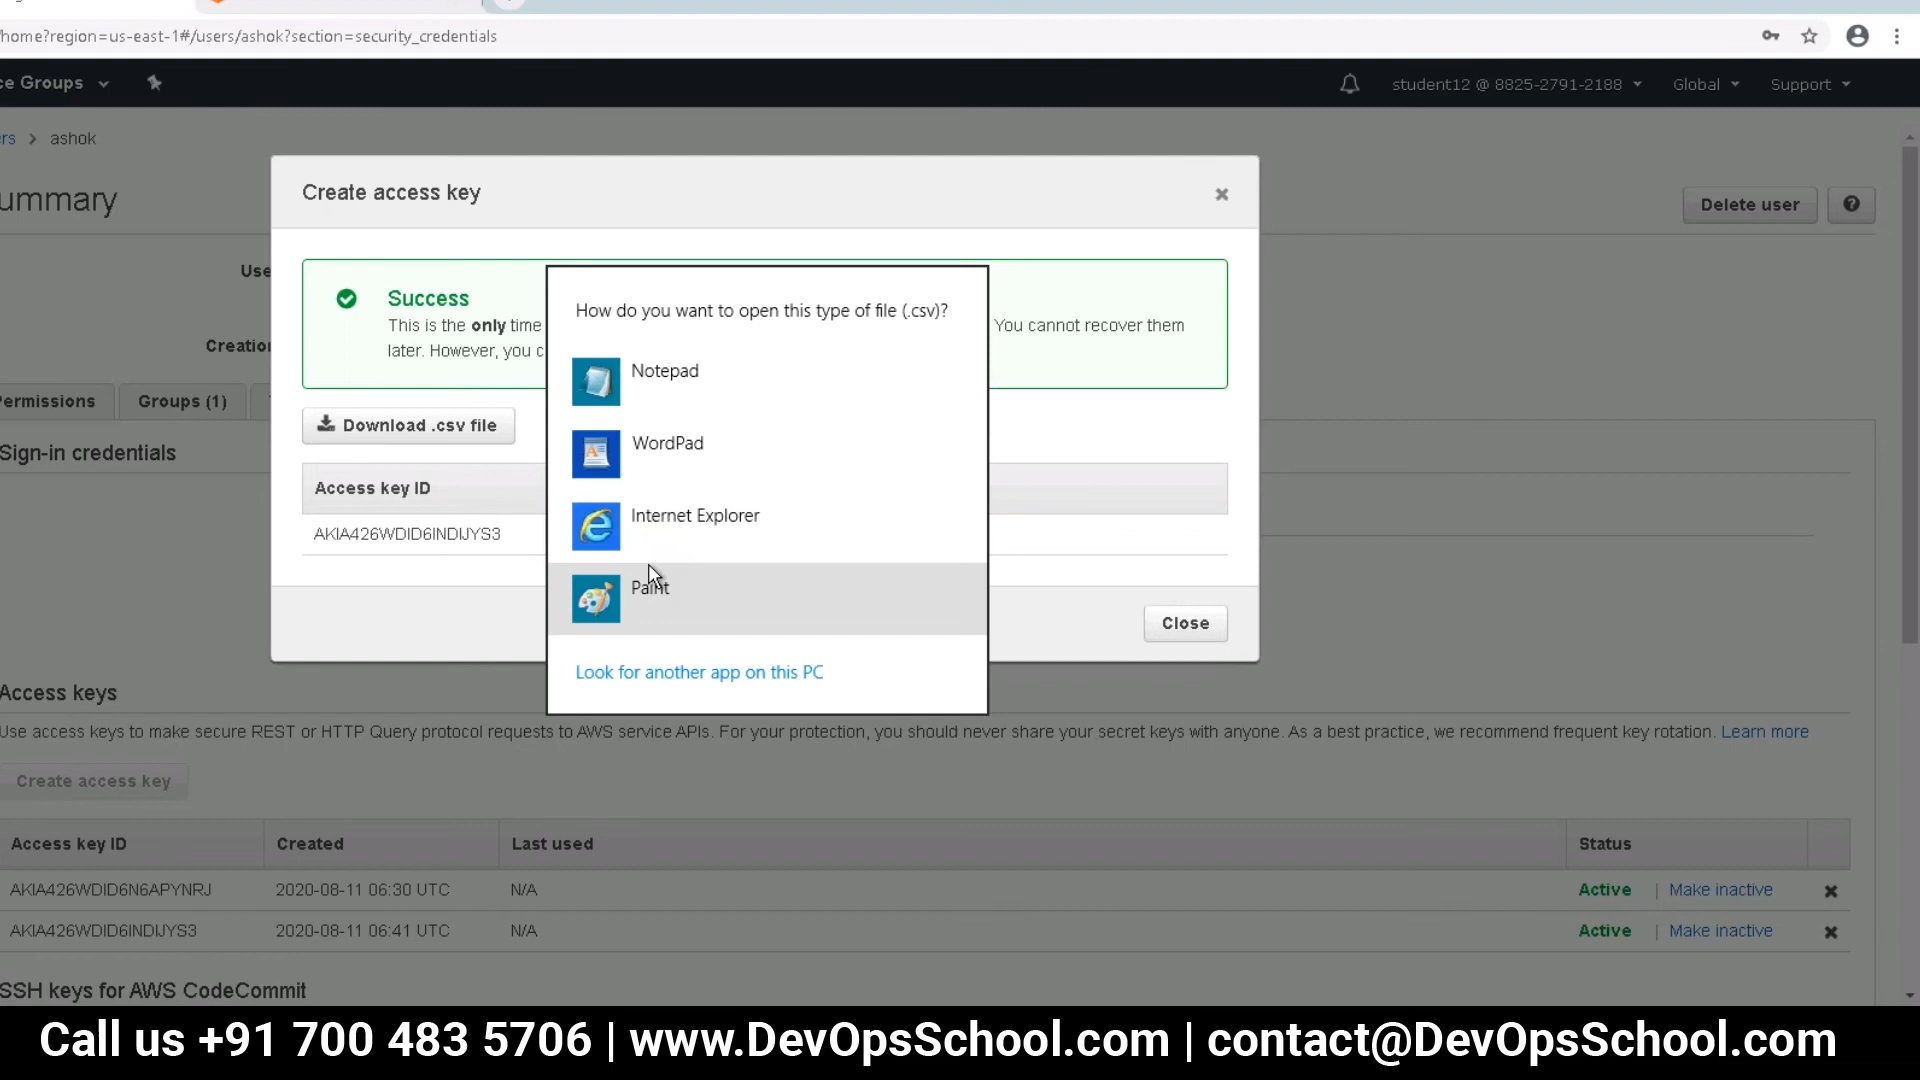 /home?region=us-east-1#/users/ashok?section=security_credentials
ce Groups
student12 @ 8825-2791-2188
Global
Support
rs > ashok
ummary
Delete user
Create access key
Use
Creation
Success
This is the only time
You cannot recover them
later. However, you c
How do you want to open this type of file (.csv)?
Notepad
WordPad
Internet Explorer
Paint
Look for another app on this PC
Permissions
Groups (1)
Download .csv file
Sign-in credentials
Access key ID
AKIA426WDID6INDIJYS3
Close
Access keys
Use access keys to make secure REST or HTTP Query protocol requests to AWS service APIs. For your protection, you should never share your secret keys with anyone. As a best practice, we recommend frequent key rotation. Learn more
Create access key
Access key ID Created Last used Status
AKIA426WDID6N6APYNRJ 2020-08-11 06:30 UTC N/A Active | Make inactive
AKIA426WDID6INDIJYS3 2020-08-11 06:41 UTC N/A Active | Make inactive
SSH keys for AWS CodeCommit
Call us +91 700 483 5706 | www.DevOpsSchool.com | contact@DevOpsSchool.com